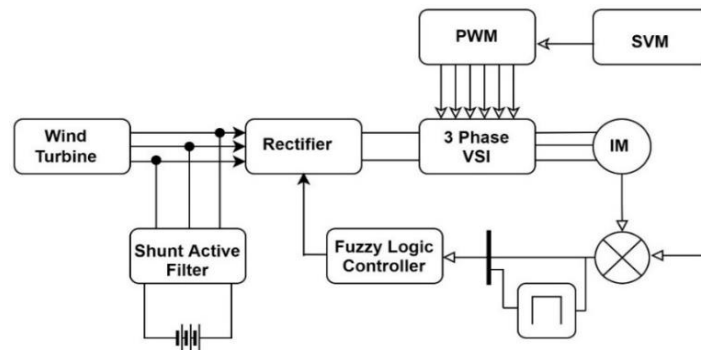 PWM
SVM
Wind
Turbine
Rectifier
3 Phase
VSI
IM
Shunt Active
Filter
Fuzzy Logic
Controller